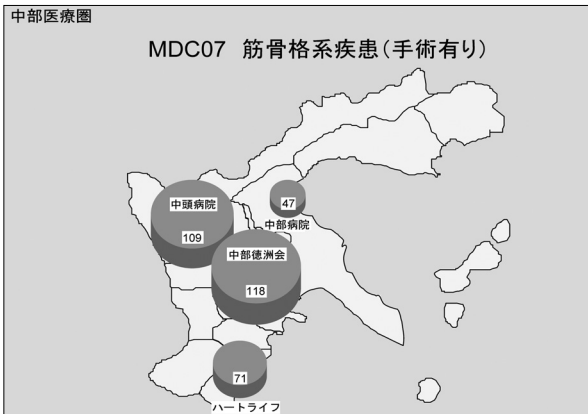 中部医療圏
MDC07　筋骨格系疾患（手術有り）
中頭病院
109
47
中部病院
中部徳洲会
118
71
ハートライフ